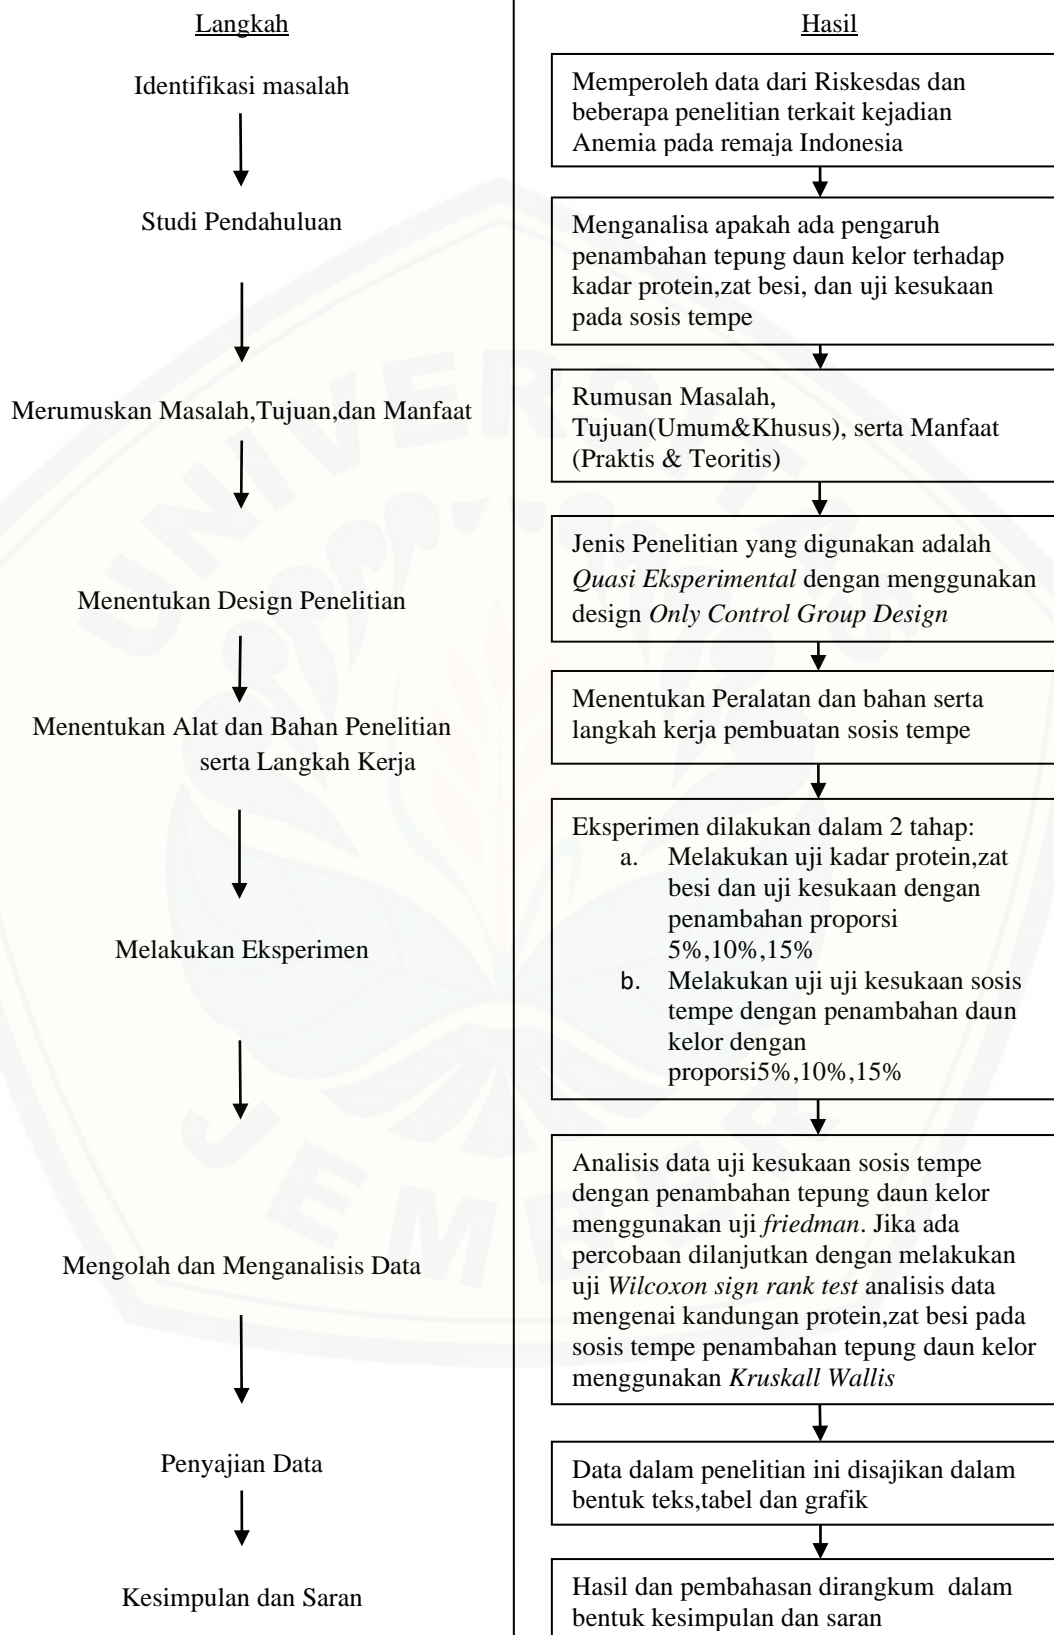 Langkah
Identifikasi masalah
Studi Pendahuluan
Merumuskan Masalah,Tujuan,dan Manfaat
Menentukan Design Penelitian
Menentukan Alat dan Bahan Penelitian
serta Langkah Kerja
Melakukan Eksperimen
Mengolah dan Menganalisis Data
Penyajian Data
Kesimpulan dan Saran
Hasil
Memperoleh data dari Riskesdas dan
beberapa penelitian terkait kejadian
Anemia pada remaja Indonesia
Menganalisa apakah ada pengaruh
penambahan tepung daun kelor terhadap
kadar protein,zat besi, dan uji kesukaan
pada sosis tempe
Rumusan Masalah,
Tujuan(Umum&Khusus), serta Manfaat
(Praktis & Teoritis)
Jenis Penelitian yang digunakan adalah
Quasi Eksperimental dengan menggunakan
design Only Control Group Design
Menentukan Peralatan dan bahan serta
langkah kerja pembuatan sosis tempe
Eksperimen dilakukan dalam 2 tahap:
a. Melakukan uji kadar protein,zat
besi dan uji kesukaan dengan
penambahan proporsi
5%,10%,15%
b. Melakukan uji uji kesukaan sosis
tempe dengan penambahan daun
kelor dengan
proporsi5%,10%,15%
Analisis data uji kesukaan sosis tempe
dengan penambahan tepung daun kelor
menggunakan uji friedman. Jika ada
percobaan dilanjutkan dengan melakukan
uji Wilcoxon sign rank test analisis data
mengenai kandungan protein,zat besi pada
sosis tempe penambahan tepung daun kelor
menggunakan Kruskall Wallis
Data dalam penelitian ini disajikan dalam
bentuk teks,tabel dan grafik
Hasil dan pembahasan dirangkum dalam
bentuk kesimpulan dan saran
UNIVERSITAS
JEMBER